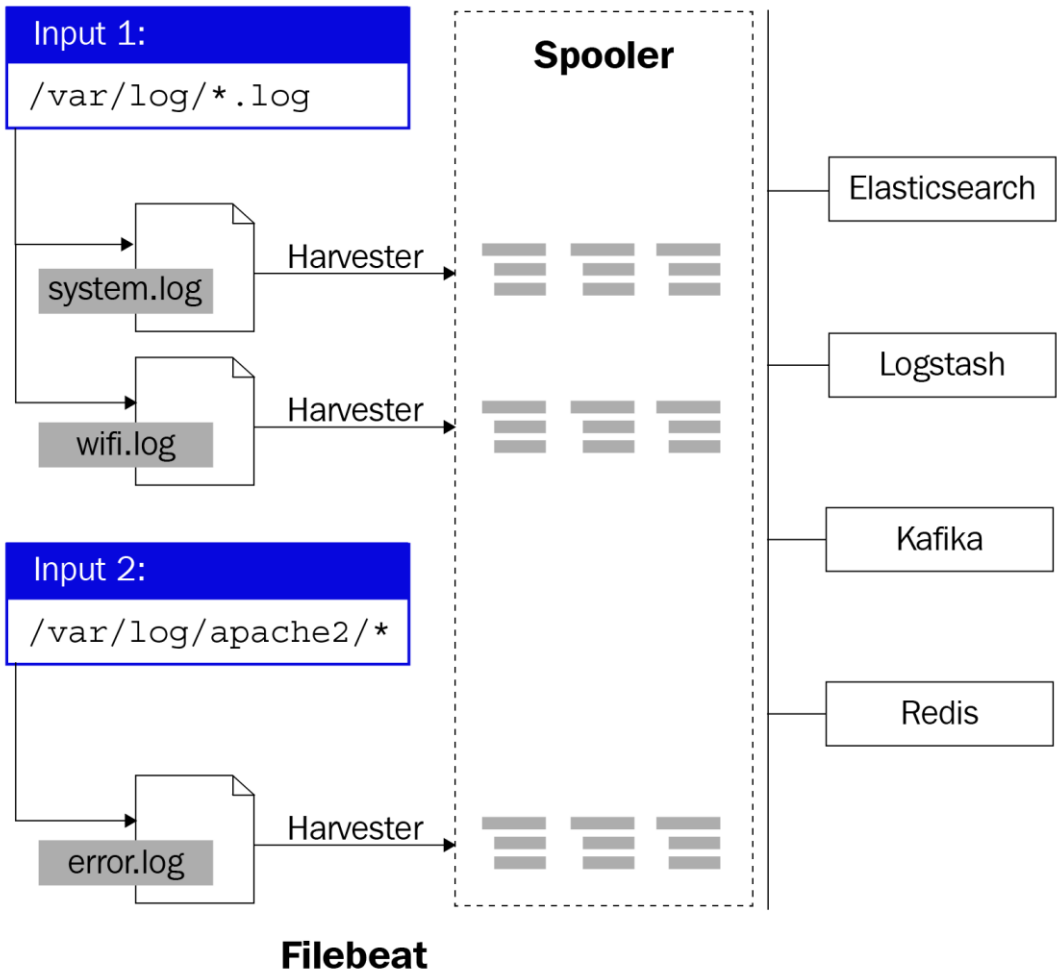 Input 1:
/var/log/*.log
Spooler
system.log
Harvester
wifi.log
Harvester
Input 2:
/var/log/apache2/*
error.log
Harvester
Elasticsearch
Logstash
Kafika
Redis
Filebeat